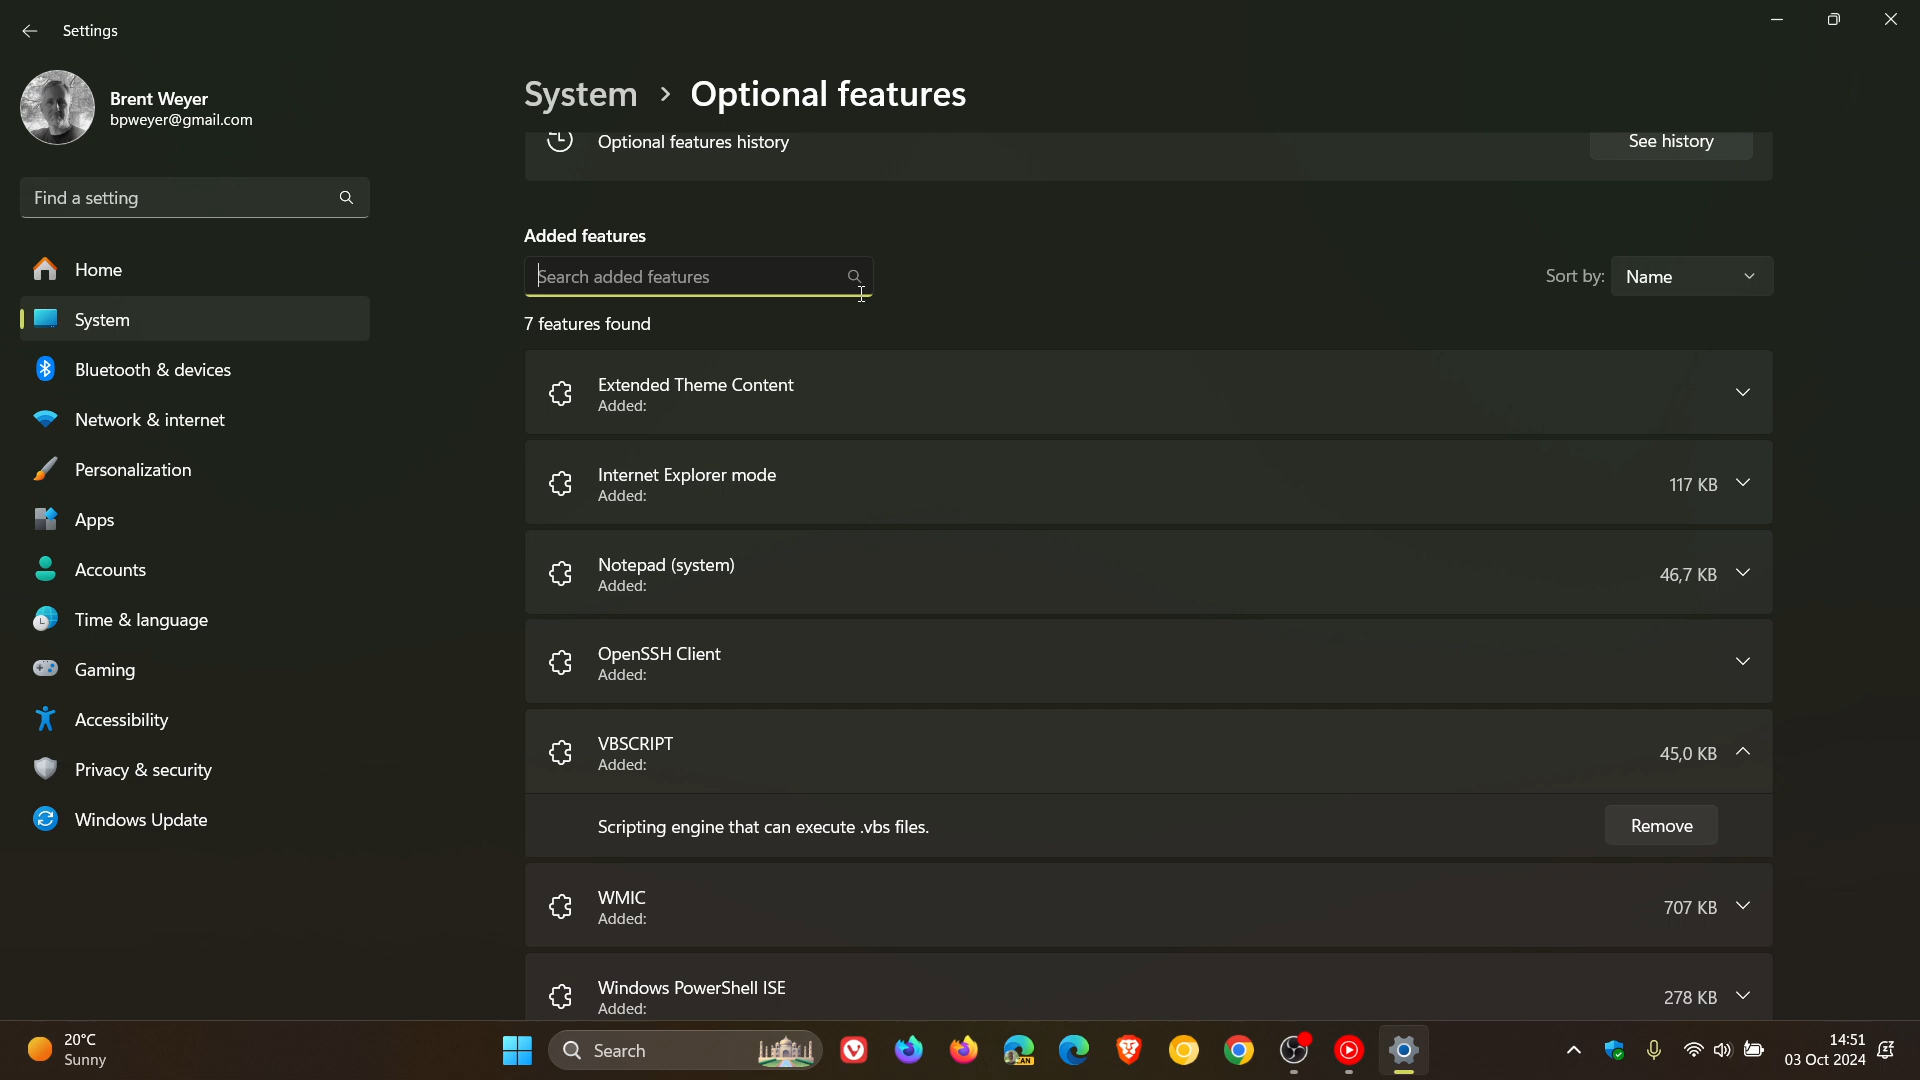 Settings
Brent Weyer
bpweyer@gmail.com
Find a setting
Home
System
Bluetooth & devices
Network & internet
Personalization
Apps
Accounts
Time & language
Gaming
Accessibility
Privacy & security
Windows Update
System > Optional features
Optional features history
See history
Added features
Search added features
Sort by: Name
7 features found
Extended Theme Content
Added:
Internet Explorer mode
Added:
117 KB
Notepad (system)
Added:
46,7 KB
OpenSSH Client
Added:
VBSCRIPT
Added:
45,0 KB
Scripting engine that can execute .vbs files.
Remove
WMIC
Added:
707 KB
Windows PowerShell ISE
Added:
278 KB
20°C
Sunny
Search
CAN
14:51
03 Oct 2024